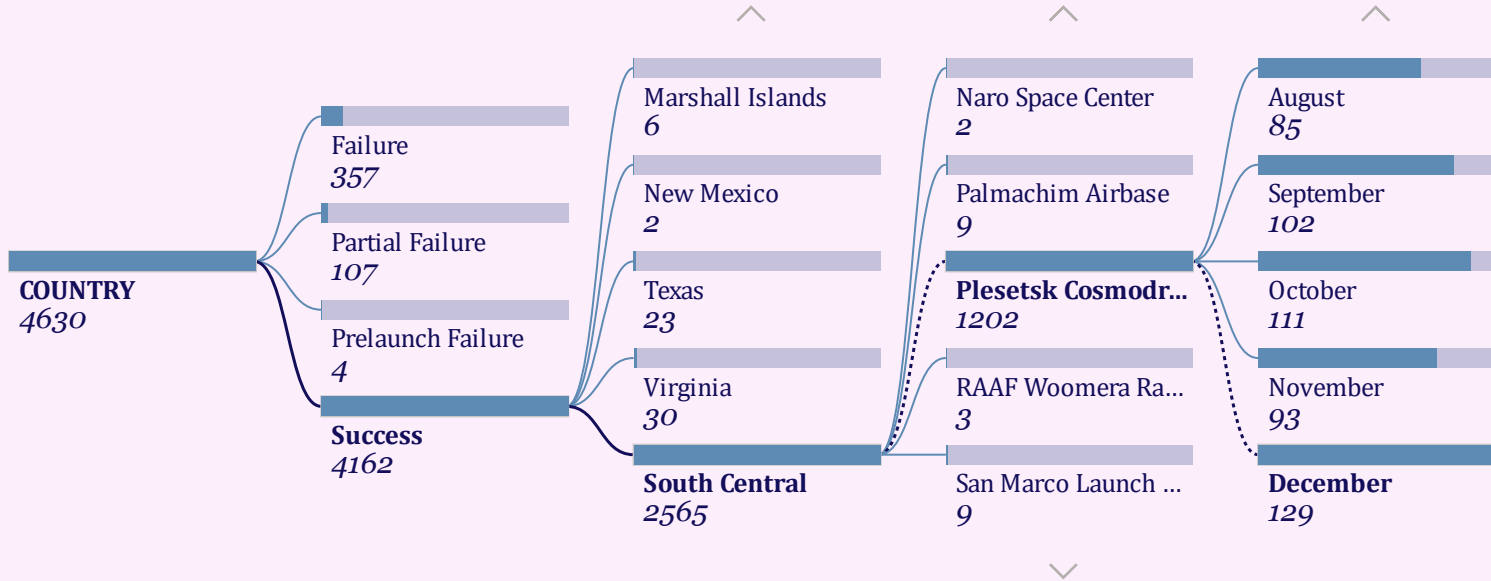 COUNTRY
4630
Failure
357
Partial Failure
107
Prelaunch Failure
4
Success
4162
Marshall Islands
6
New Mexico
2
Texas
23
Virginia
30
South Central
2565
Naro Space Center
2
Palmachim Airbase
9
Plesetsk Cosmodr...
1202
RAAF Woomera Ra...
3
San Marco Launch ...
9
August
85
September
102
October
111
November
93
December
129